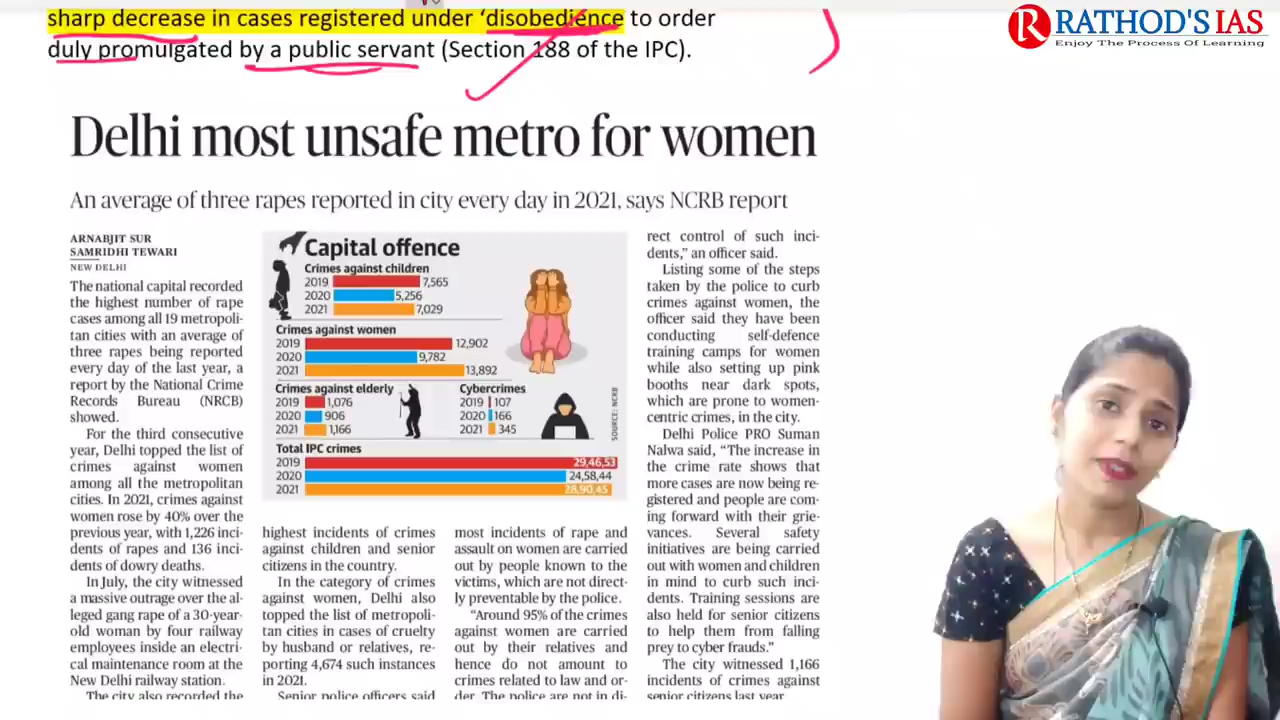 sharp decrease in cases registered under ‘disobedience to order
duly promulgated by a public servant (Section 188 of the IPC).
RATHOD'S IAS
Enjoy The Process Of Learning
Delhi most unsafe metro for women
An average of three rapes reported in city every day in 2021, says NCRB report
ARNABJIT SUR
SAMRIDHI TEWARI
NEW DELHI
The national capital recorded
the highest number of rape
cases among all 19 metropoli-
tan cities with an average of
three rapes being reported
every day of the last year, a
report by the National Crime
Records Bureau (NRCB)
showed.
For the third consecutive
year, Delhi topped the list of
crimes against women
among all the metropolitan
cities. In 2021, crimes against
women rose by 40% over the
previous year, with 1,226 inci-
dents of rapes and 136 inci-
dents of dowry deaths.
In July, the city witnessed
a massive outrage over the al-
leged gang rape of a 30-year-
old woman by four railway
employees inside an electri-
cal maintenance room at the
New Delhi railway station.
The city also recorded the
Capital offence
Crimes against children
2019 7,565
2020 5,256
2021 7,029
Crimes against women
2019 12,902
2020 9,782
2021 13,892
Crimes against elderly
2019 1,076
2020 906
2021 1,166
Cybercrimes
2019 107
2020 166
2021 345
SOURCE: NCRB
Total IPC crimes
2019 29,46,53
2020 24,58,44
2021 28,90,45
highest incidents of crimes
against children and senior
citizens in the country.
In the category of crimes
against women, Delhi also
topped the list of metropoli-
tan cities in cases of cruelty
by husband or relatives, re-
porting 4,674 such instances
in 2021.
Senior police officers said
most incidents of rape and
assault on women are carried
out by people known to the
victims, which are not direct-
ly preventable by the police.
“Around 95% of the crimes
against women are carried
out by their relatives and
hence do not amount to
crimes related to law and or-
der. The police are not in di-
rect control of such inci-
dents,” an officer said.
Listing some of the steps
taken by the police to curb
crimes against women, the
officer said they have been
conducting self-defence
training camps for women
while also setting up pink
booths near dark spots,
which are prone to women-
centric crimes, in the city.
Delhi Police PRO Suman
Nalwa said, “The increase in
the crime rate shows that
more cases are now being re-
gistered and people are com-
ing forward with their grie-
vances. Several safety
initiatives are being carried
out with women and children
in mind to curb such inci-
dents. Training sessions are
also held for senior citizens
to help them from falling
prey to cyber frauds.”
The city witnessed 1,166
incidents of crimes against
senior citizens last year